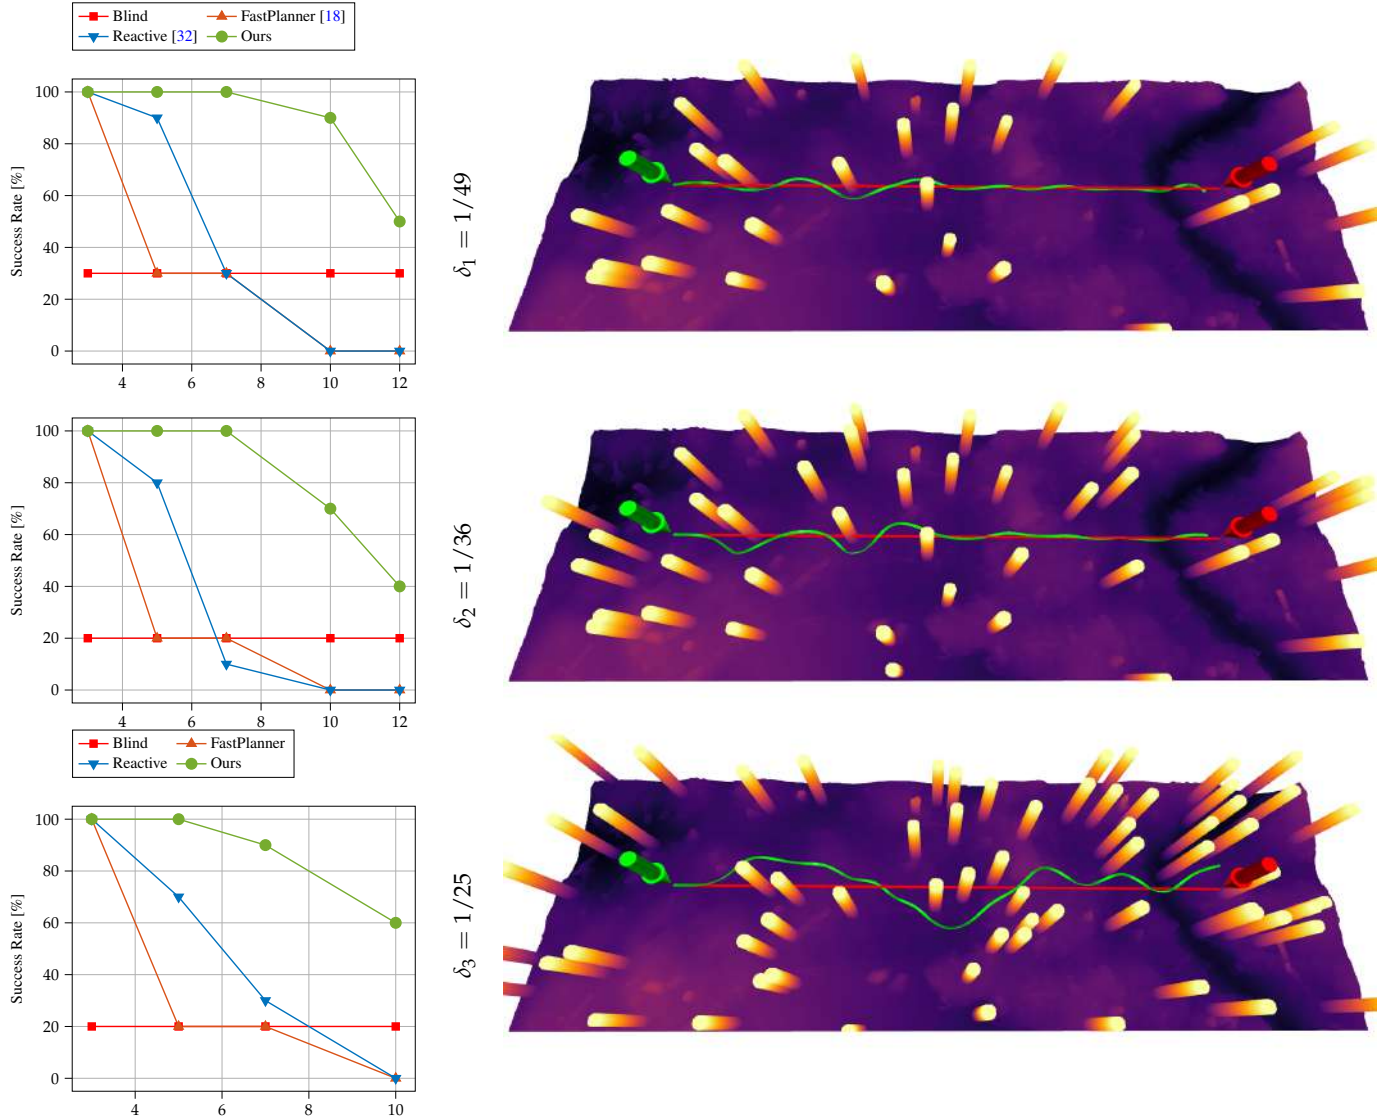 Blind FastPlanner [18]
Reactive [32] Ours
100
80
60
40
20
0
Success Rate [%]
4 6 8 10 12
δ1 = 1/49
100
80
60
40
20
0
Success Rate [%]
4 6 8 10 12
δ2 = 1/36
Blind FastPlanner
Reactive Ours
100
80
60
40
20
0
Success Rate [%]
4 6 8 10
δ3 = 1/25